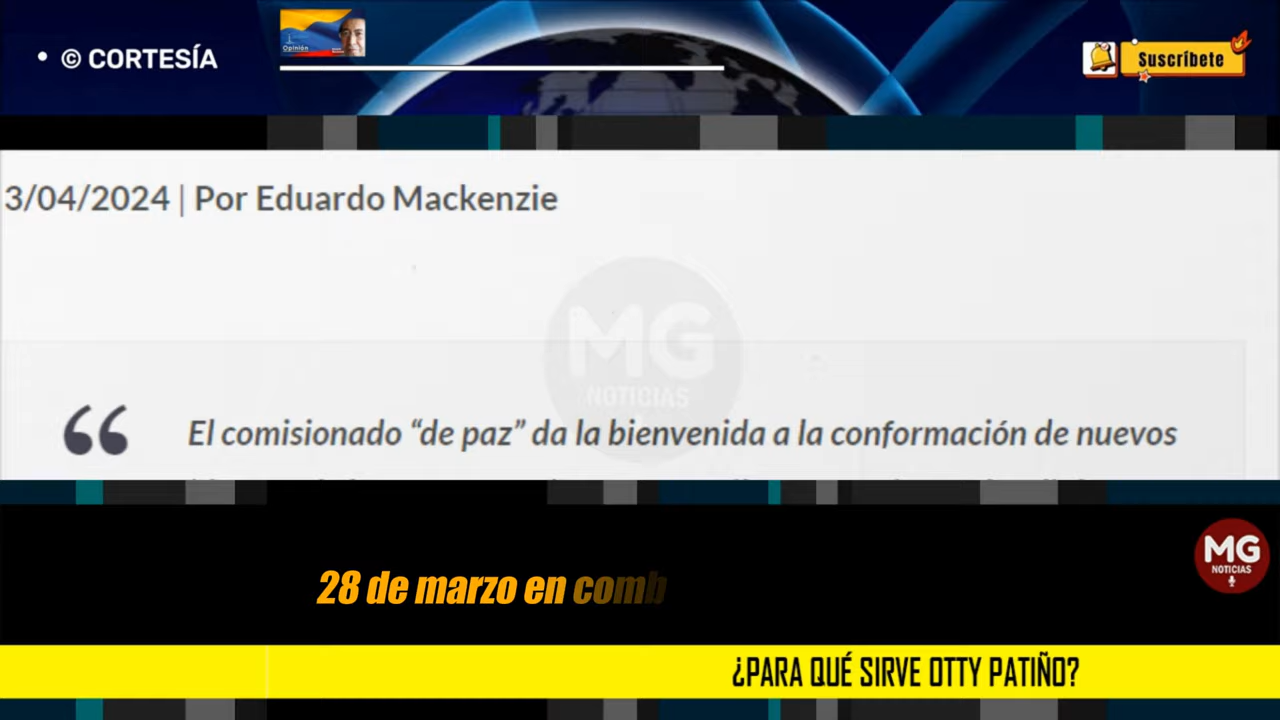 • © CORTESÍA
Opinión
Suscríbete
3/04/2024 | Por Eduardo Mackenzie
MG
NOTICIAS
“ El comisionado “de paz” da la bienvenida a la conformación de nuevos
28 de marzo en comb
MG
NOTICIAS
¿PARA QUÉ SIRVE OTTY PATIÑO?